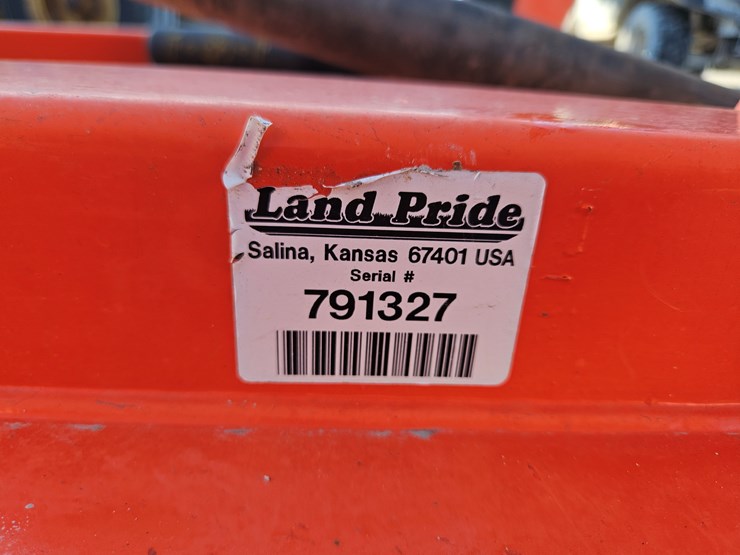 Land Pride
Salina, Kansas 67401 USA
Serial #
791327